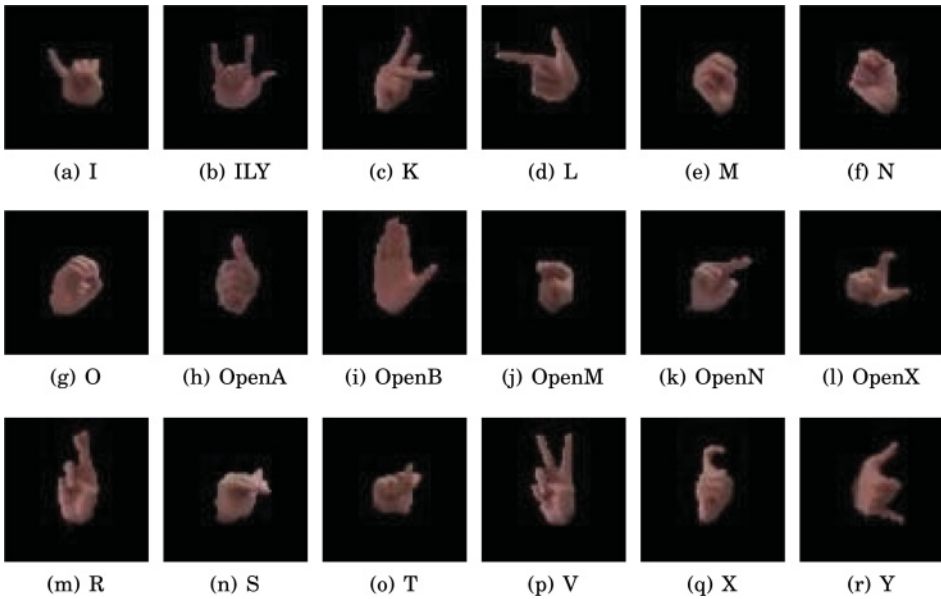 (a) I (b) ILY (c) K (d) L (e) M (f) N
(g) O (h) OpenA (i) OpenB (j) OpenM (k) OpenN (l) OpenX
(m) R (n) S (o) T (p) V (q) X (r) Y